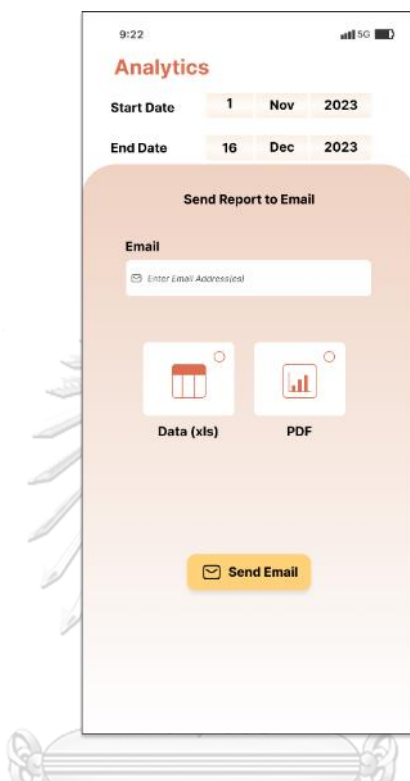 9:22 5G
Analytics
Start Date 1 Nov 2023
End Date 16 Dec 2023
Send Report to Email
Email
Enter Email Address(es)
Data (xls) PDF
Send Email